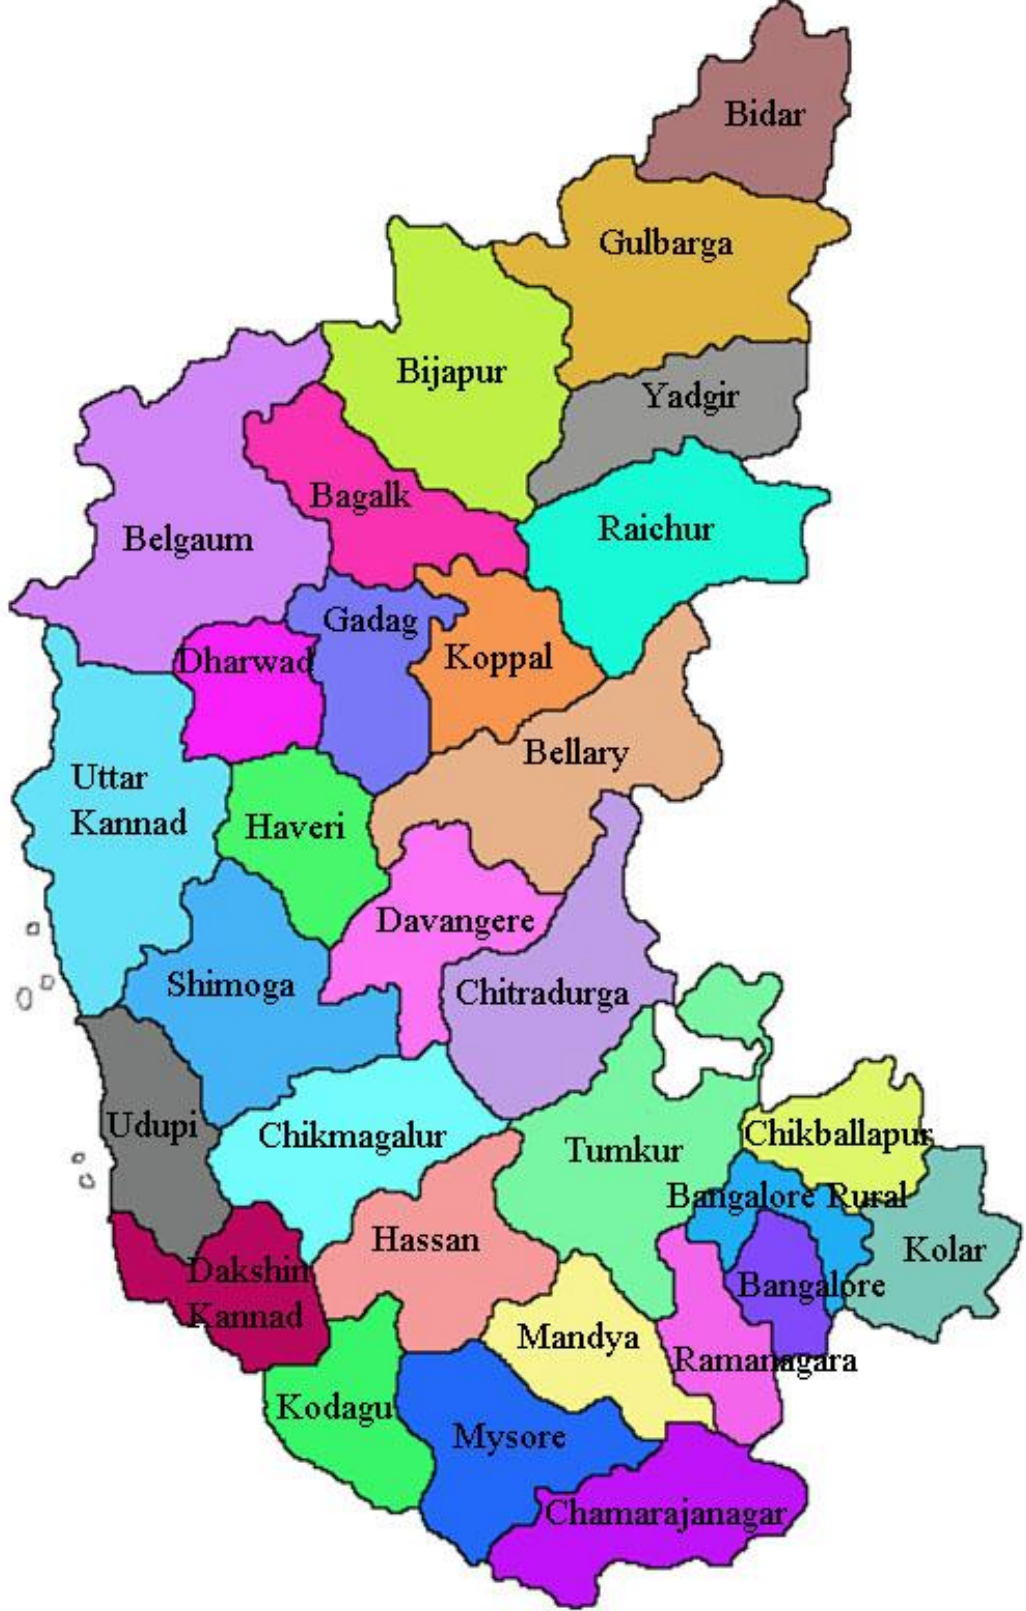 Bidar
Gulbarga
Bijapur
Yadgir
Bagalk
Raichur
Belgaum
Gadag
Koppal
Dharwad
Bellary
Uttar
Kannad
Haveri
Davangere
Shimoga
Chitradurga
Udupi
Chikmagalur
Tumkur
Chikballapur
Bangalore Rural
Hassan
Kolar
Dakshin
Kannad
Bangalore
Mandya
Ramanagara
Kodagu
Mysore
Chamarajanagar